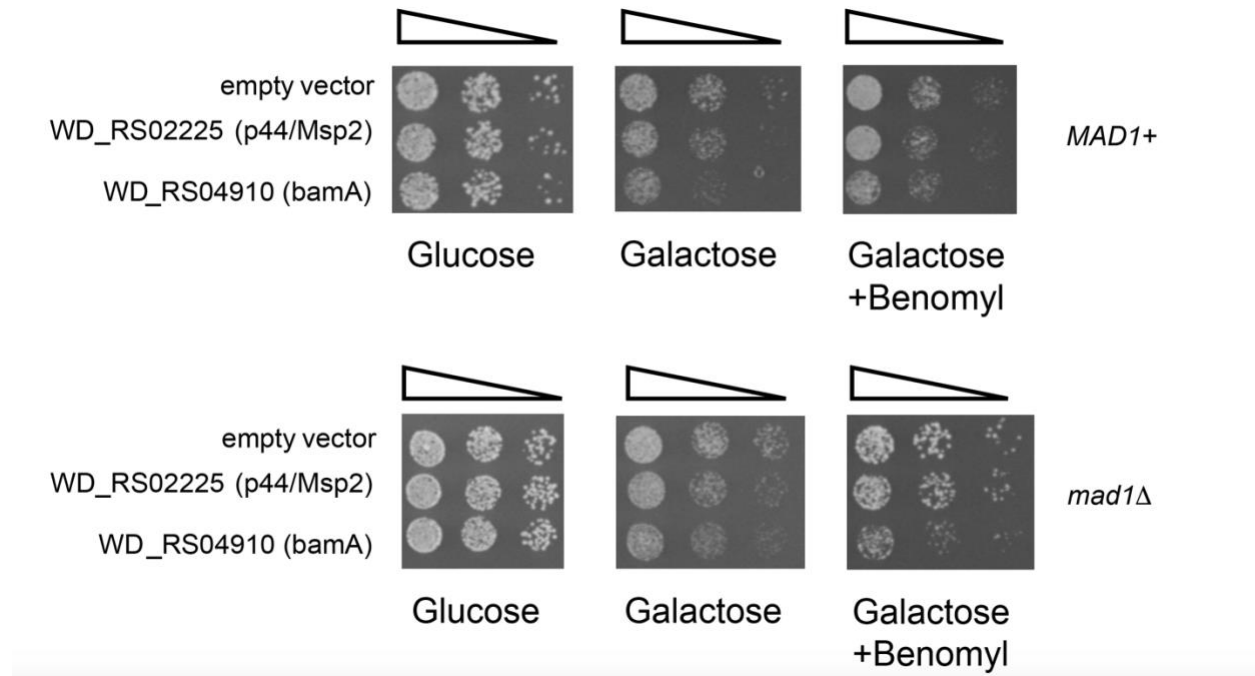 empty vector
WD_RS02225 (p44/Msp2)
WD_RS04910 (bamA)
MAD1+
Glucose
Galactose
Galactose
+Benomyl
empty vector
WD_RS02225 (p44/Msp2)
WD_RS04910 (bamA)
mad1Δ
Glucose
Galactose
Galactose
+Benomyl